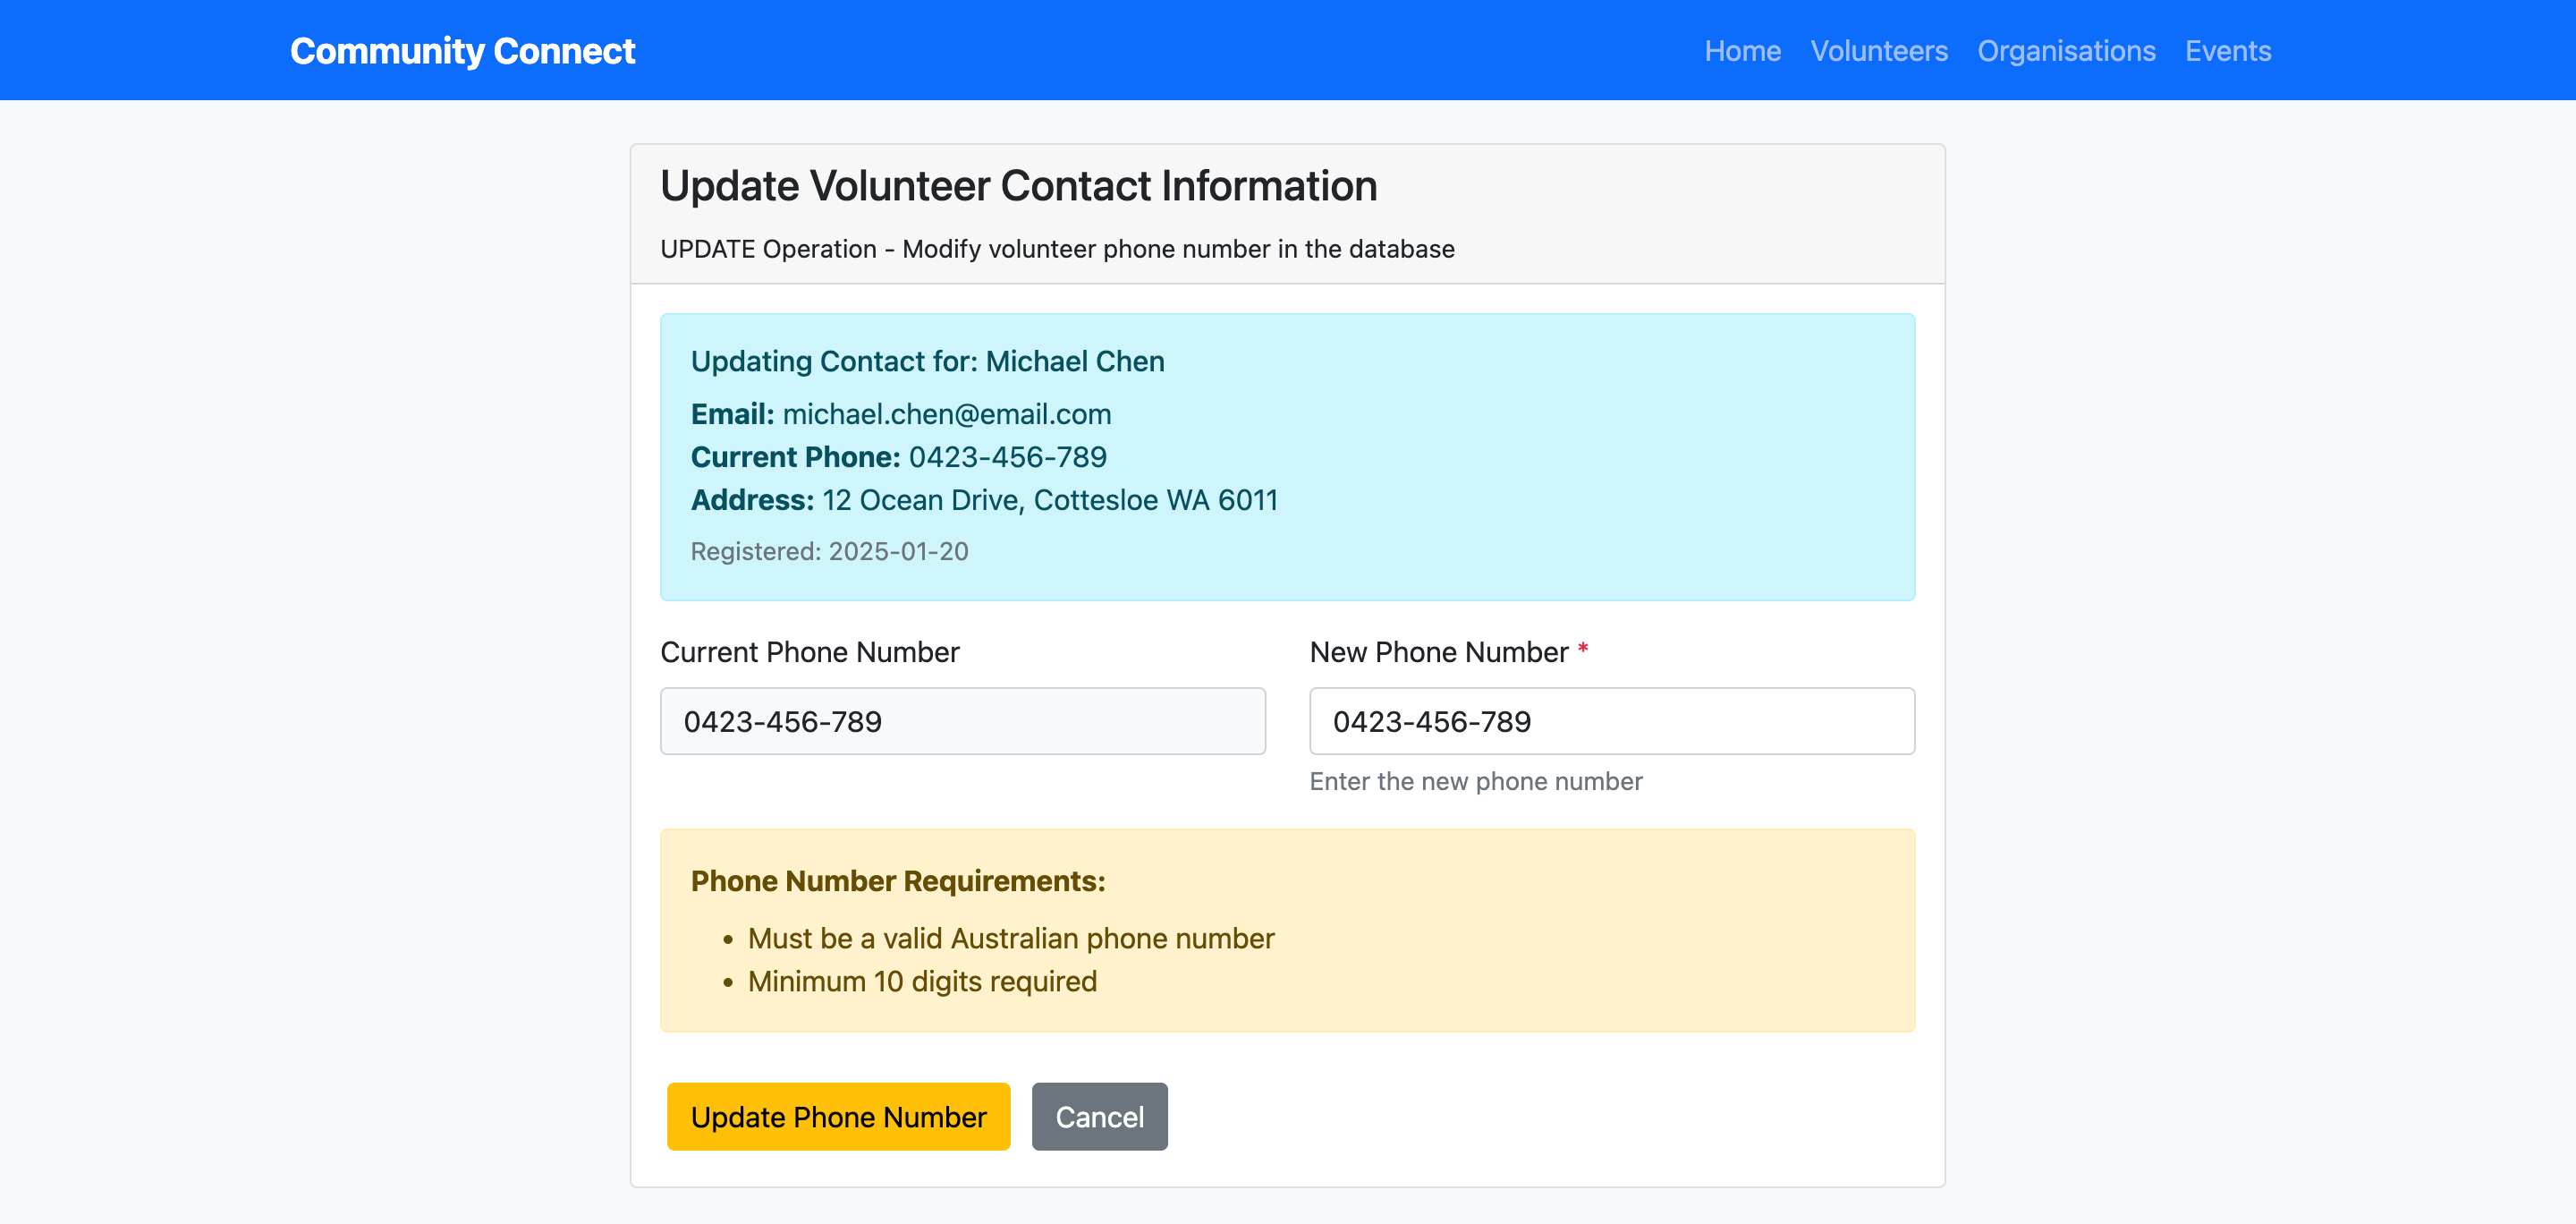 Community Connect
Home Volunteers Organisations Events
Update Volunteer Contact Information
UPDATE Operation - Modify volunteer phone number in the database
Updating Contact for: Michael Chen
Email: michael.chen@email.com
Current Phone: 0423-456-789
Address: 12 Ocean Drive, Cottesloe WA 6011
Registered: 2025-01-20
Current Phone Number
0423-456-789
New Phone Number *
0423-456-789
Enter the new phone number
Phone Number Requirements:
• Must be a valid Australian phone number
• Minimum 10 digits required
Update Phone Number Cancel